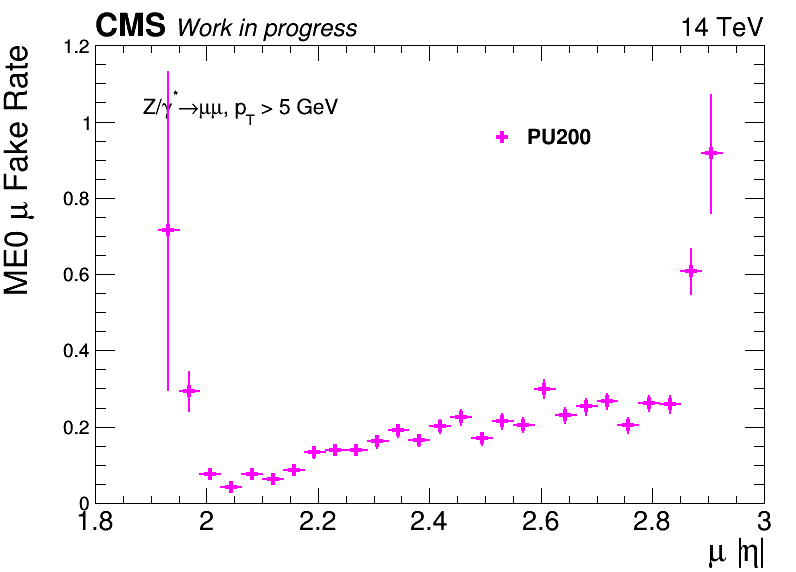 CMS Work in progress 14 TeV
ME0 μ Fake Rate
Z/γ*→μμ, pT > 5 GeV
PU200
1.2
1
0.8
0.6
0.4
0.2
0
1.8 2 2.2 2.4 2.6 2.8 3
μ |η|